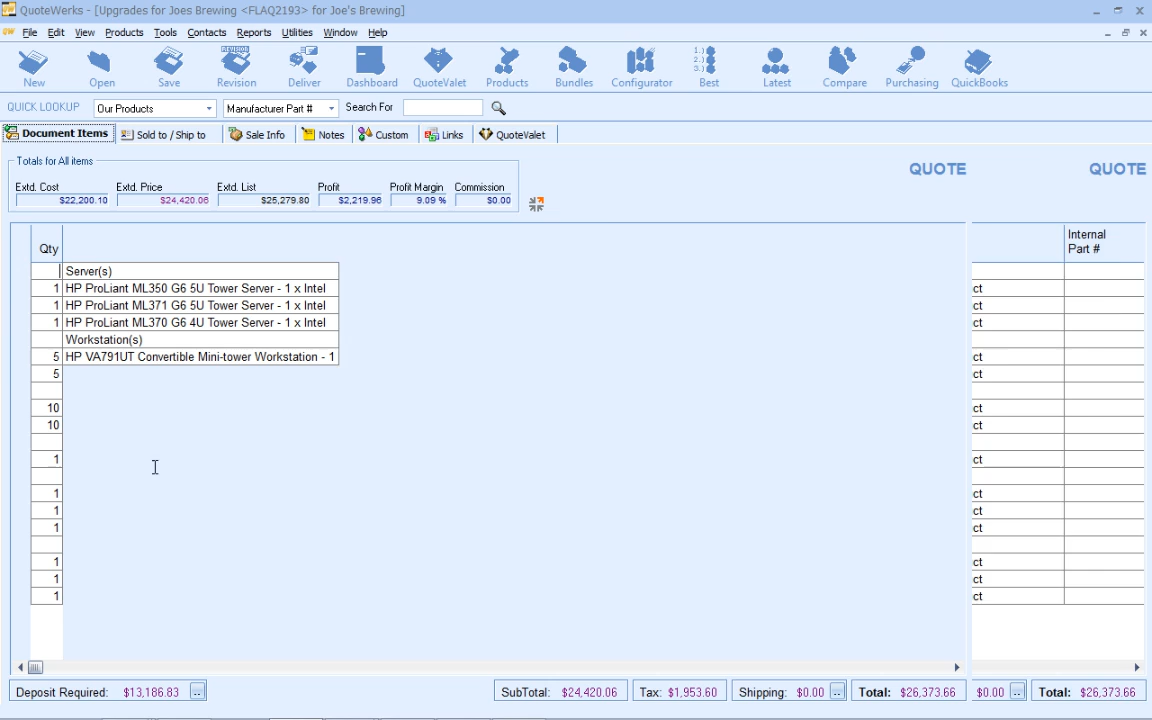 QuoteWerks - [Upgrades for Joes Brewing <FLAQ2193> for Joe's Brewing]
File Edit View Products Tools Contacts Reports Utilities Window Help
New Open Save REVISION Revision Deliver Dashboard QuoteValet Products Bundles Configurator 1.) 2.) 3.) Best Latest Compare Purchasing QuickBooks
QUICK LOOKUP Our Products Manufacturer Part # Search For
Document Items Sold to / Ship to Sale Info Notes Custom Links QuoteValet
Totals for All items
QUOTE QUOTE
Extd. Cost Extd. Price Extd. List Profit Profit Margin Commission
$22,200.10 $24,420.06 $25,279.80 $2,219.96 9.09 % $0.00
Internal
Qty Part #
Server(s)
1 HP ProLiant ML350 G6 5U Tower Server - 1 x Intel ct
1 HP ProLiant ML371 G6 5U Tower Server - 1 x Intel ct
1 HP ProLiant ML370 G6 4U Tower Server - 1 x Intel ct
Workstation(s)
5 HP VA791UT Convertible Mini-tower Workstation - 1 ct
5 ct
10 ct
10 ct
1 ct
1 ct
1 ct
1 ct
1 ct
1 ct
1 ct
Deposit Required: $13,186.83 .. SubTotal: $24,420.06 Tax: $1,953.60 Shipping: $0.00 .. Total: $26,373.66 $0.00 .. Total: $26,373.66